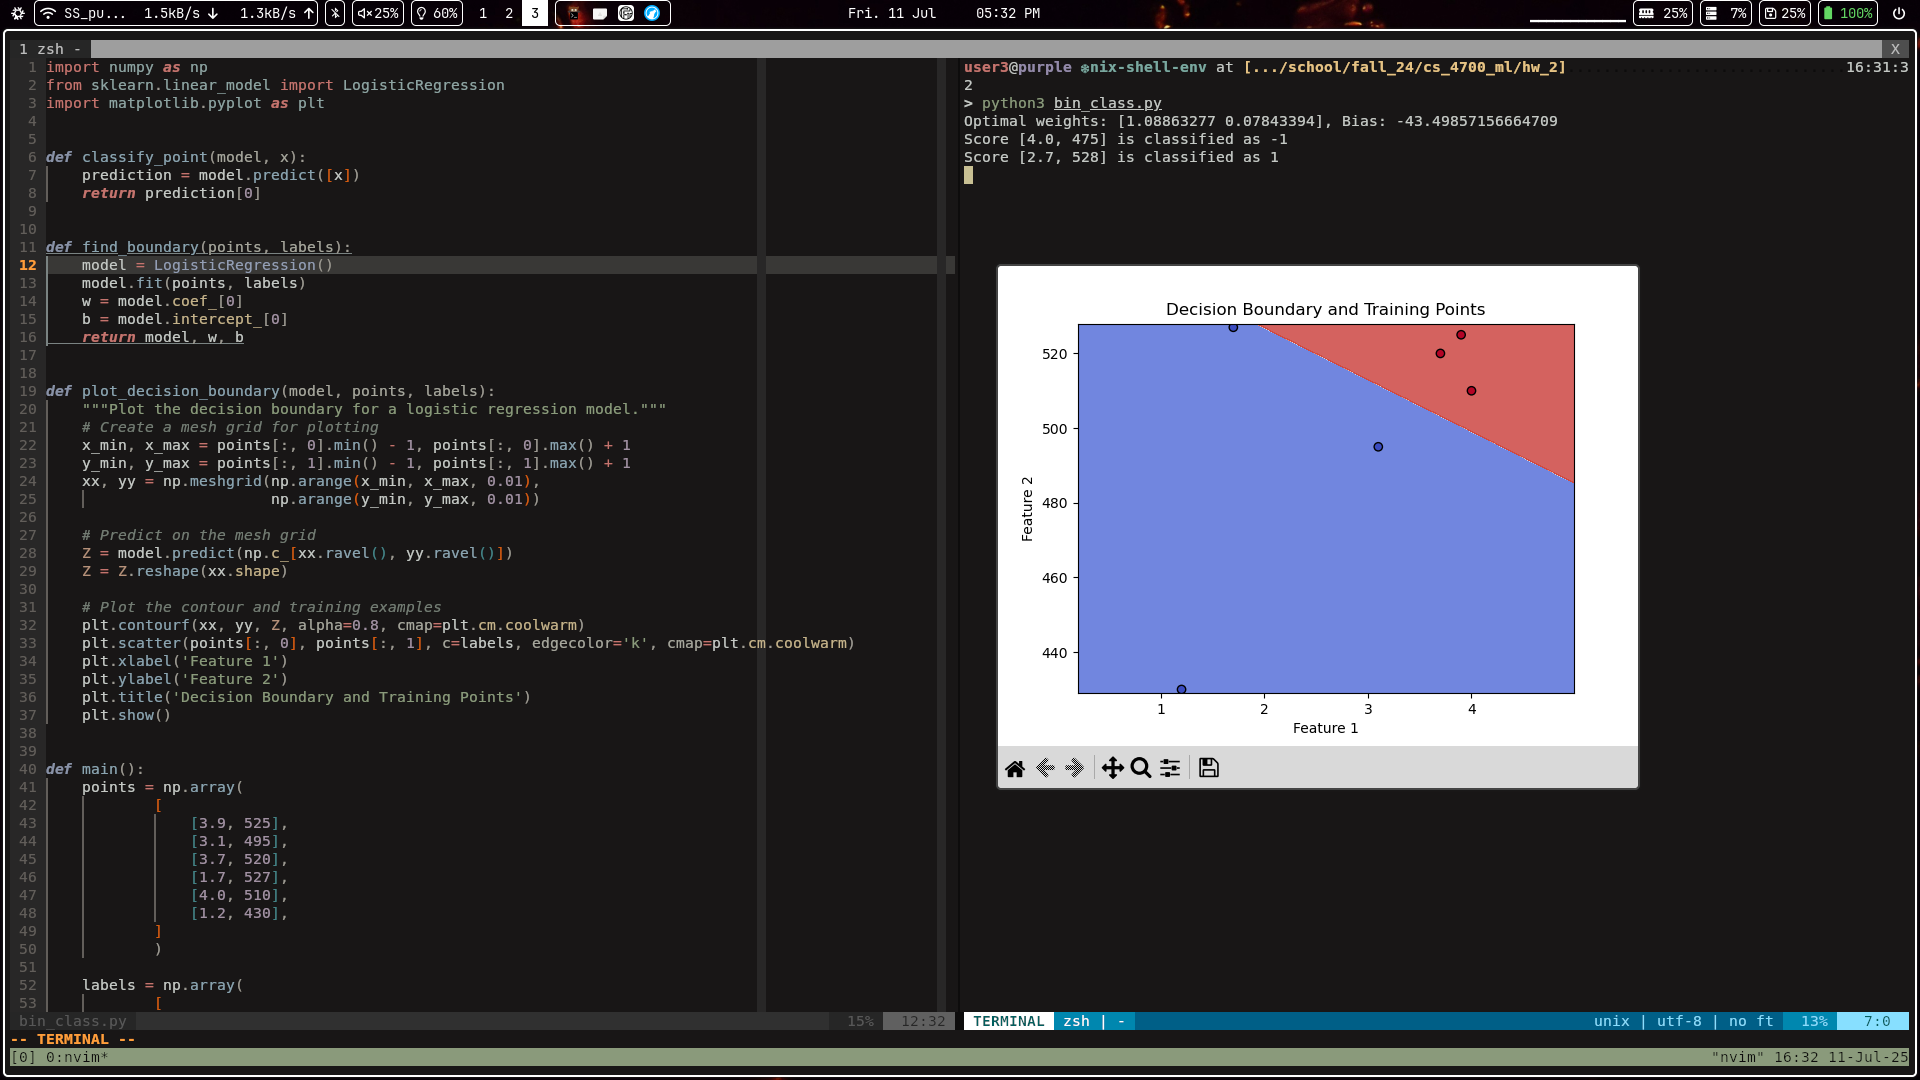 SS_pu... 1.5kB/s ↓ 1.3kB/s ↑ 25% 60% 1 2 3 Fri. 11 Jul 05:32 PM 25% 7% 25% 100%
1 zsh - X
1 import numpy as np
2 from sklearn.linear_model import LogisticRegression
3 import matplotlib.pyplot as plt
4
5
6 def classify_point(model, x):
7 prediction = model.predict([x])
8 return prediction[0]
9
10
11 def find_boundary(points, labels):
12 model = LogisticRegression()
13 model.fit(points, labels)
14 w = model.coef_[0]
15 b = model.intercept_[0]
16 return model, w, b
17
18
19 def plot_decision_boundary(model, points, labels):
20 """Plot the decision boundary for a logistic regression model."""
21 # Create a mesh grid for plotting
22 x_min, x_max = points[:, 0].min() - 1, points[:, 0].max() + 1
23 y_min, y_max = points[:, 1].min() - 1, points[:, 1].max() + 1
24 xx, yy = np.meshgrid(np.arange(x_min, x_max, 0.01),
25 np.arange(y_min, y_max, 0.01))
26
27 # Predict on the mesh grid
28 Z = model.predict(np.c_[xx.ravel(), yy.ravel()])
29 Z = Z.reshape(xx.shape)
30
31 # Plot the contour and training examples
32 plt.contourf(xx, yy, Z, alpha=0.8, cmap=plt.cm.coolwarm)
33 plt.scatter(points[:, 0], points[:, 1], c=labels, edgecolor='k', cmap=plt.cm.coolwarm)
34 plt.xlabel('Feature 1')
35 plt.ylabel('Feature 2')
36 plt.title('Decision Boundary and Training Points')
37 plt.show()
38
39
40 def main():
41 points = np.array(
42 [
43 [3.9, 525],
44 [3.1, 495],
45 [3.7, 520],
46 [1.7, 527],
47 [4.0, 510],
48 [1.2, 430],
49 ]
50 )
51
52 labels = np.array(
53 [
bin_class.py 15% 12:32
user3@purple ❄nix-shell-env at [.../school/fall_24/cs_4700_ml/hw_2] 16:31:3
2
> python3 bin_class.py
Optimal weights: [1.08863277 0.07843394], Bias: -43.49857156664709
Score [4.0, 475] is classified as -1
Score [2.7, 528] is classified as 1
Decision Boundary and Training Points
520
500
480
460
440
Feature 2
1 2 3 4
Feature 1
TERMINAL zsh | - unix | utf-8 | no ft 13% 7:0
-- TERMINAL --
[0] 0:nvim* "nvim" 16:32 11-Jul-25